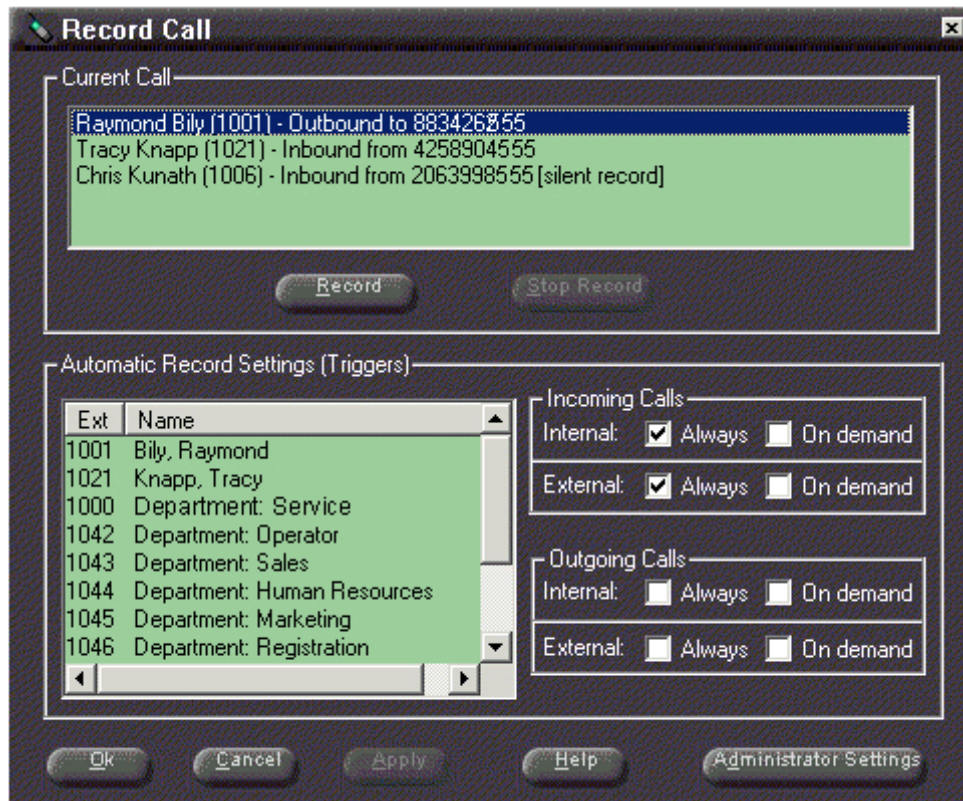 Record Call
Current Call
Raymond Bily (1001) - Outbound to
Tracy Knapp (1021) - Inbound from 4258904555
Chris Kunath (1006) - Inbound from 2063998555 [silent record]
Record Stop Record
Automatic Record Settings (Triggers)
Ext Name
1001 Bily, Raymond
1021 Knapp, Tracy
1000 Department: Service
1042 Department: Operator
1043 Department: Sales
1044 Department: Human Resources
1045 Department: Marketing
1046 Department: Registration
Incoming Calls
Internal: Always On demand
External: Always On demand
Outgoing Calls
Internal: Always On demand
External: Always On demand
Ok Cancel Apply Help Administrator Settings